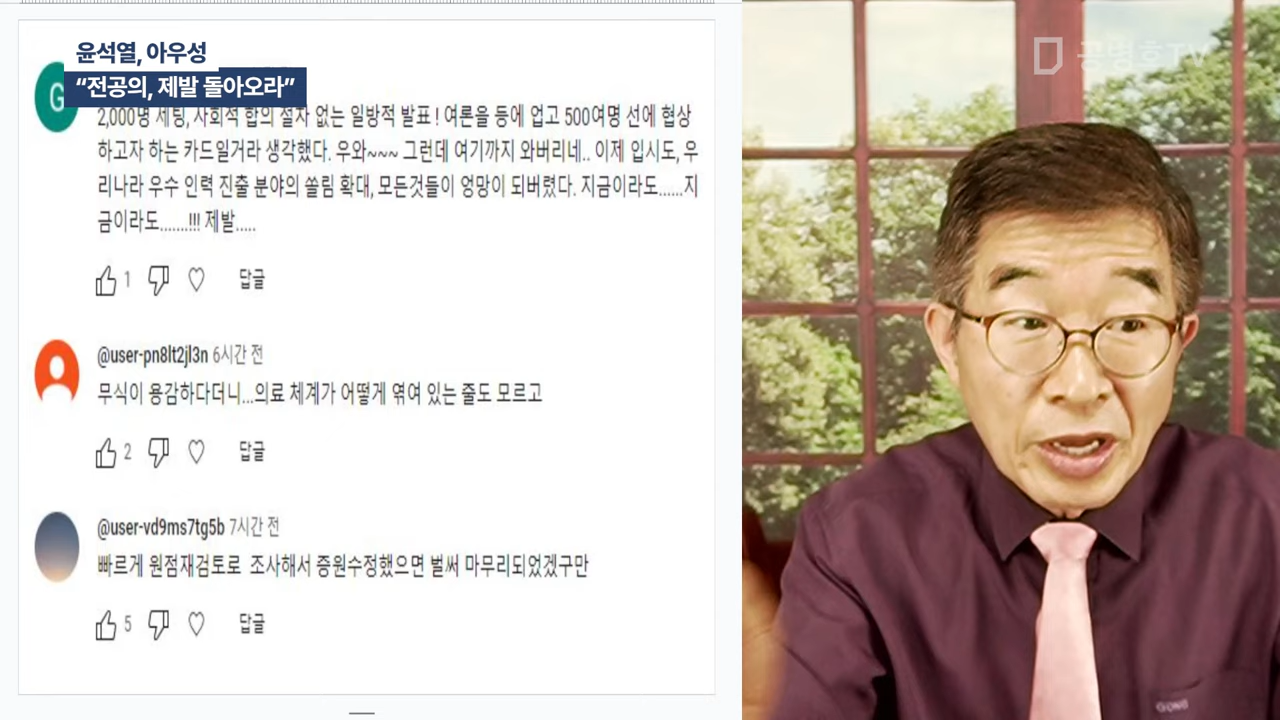 윤석열, 아우성
“전공의, 제발 돌아오라”
공병호TV
G
2,000명 세팅, 사회적 합의 절차 없는 일방적 발표 ! 여론을 등에 업고 500여명 선에 협상
하고자 하는 카드일거라 생각했다. 우와~~~ 그런데 여기까지 와버리네.. 이제 입시도, 우
리나라 우수 인력 진출 분야의 쏠림 확대, 모든것들이 엉망이 되버렸다. 지금이라도......지
금이라도.......!!! 제발.....
1 답글
@user-pn8lt2jl3n 6시간 전
무식이 용감하다더니...의료 체계가 어떻게 엮여 있는 줄도 모르고
2 답글
@user-vd9ms7tg5b 7시간 전
빠르게 원점재검토로 조사해서 증원수정했으면 벌써 마무리되었겠구만
5 답글
GONG